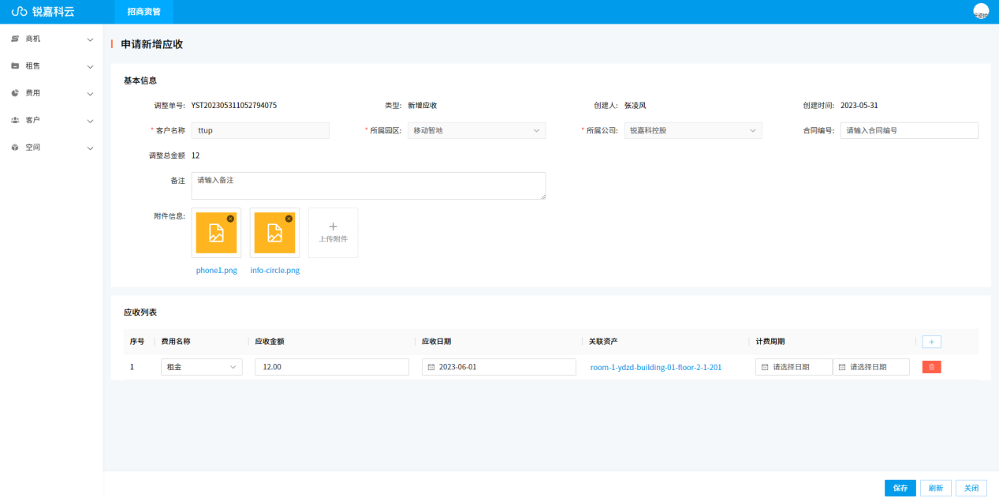 锐嘉科云 招商资管
商机
租售
费用
客户
空间
申请新增应收
基本信息
调整单号: YST202305311052794075 类型: 新增应收 创建人: 张凌风 创建时间: 2023-05-31
* 客户名称 ttup * 所属园区: 移动智地 * 所属公司: 锐嘉科控股 合同编号: 请输入合同编号
调整总金额 12
备注 请输入备注
附件信息:
上传附件
phone1.png info-circle.png
应收列表
序号 费用名称 应收金额 应收日期 关联资产 计费周期
1 租金 12.00 2023-06-01 room-1-ydzd-building-01-floor-2-1-201 请选择日期 请选择日期
保存 刷新 关闭